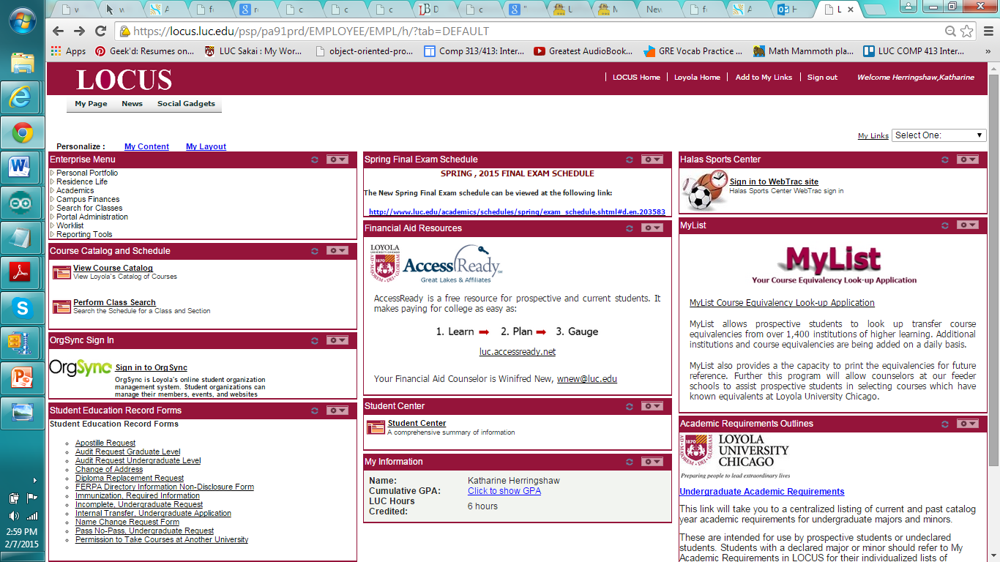 w
w
A
f
r
c
c
c
D
c
"
U
M
New
f
A
H
L
https://locus.luc.edu/psp/pa91prd/EMPLOYEE/EMPL/h/?tab=DEFAULT
Apps
Geek'd: Resumes on...
LUC Sakai : My Wor...
object-oriented-pro...
Comp 313/413: Inter...
Greatest AudioBook...
GRE Vocab Practice ...
Math Mammoth pla...
LUC COMP 413 Inter...
»
LOCUS
LOCUS Home
Loyola Home
Add to My Links
Sign out
Welcome Herringshaw,Katharine
My Page
News
Social Gadgets
My Links
Select One:
Personalize :
My Content
My Layout
Enterprise Menu
Personal Portfolio
Residence Life
Academics
Campus Finances
Search for Classes
Portal Administration
Worklist
Reporting Tools
Course Catalog and Schedule
View Course Catalog
View Loyola's Catalog of Courses
Perform Class Search
Search the Schedule for a Class and Section
OrgSync Sign In
OrgSync
Sign in to OrgSync
OrgSync is Loyola's online student organization
management system. Student organizations can
manage their members, events, and websites
Student Education Record Forms
Student Education Record Forms
Apostille Request
Audit Request Graduate Level
Audit Request Undergraduate Level
Change of Address
Diploma Replacement Request
FERPA Directory Information Non-Disclosure Form
Immunization, Required Information
Incomplete, Undergraduate Request
Internal Transfer, Undergraduate Application
Name Change Request Form
Pass No-Pass, Undergraduate Request
Permission to Take Courses at Another University
Spring Final Exam Schedule
SPRING , 2015 FINAL EXAM SCHEDULE
The New Spring Final Exam schedule can be viewed at the following link:
http://www.luc.edu/academics/schedules/spring/exam_schedule.shtml#d.en.203583
Financial Aid Resources
LOYOLA
1870
AccessReady
Great Lakes & Affiliates
AccessReady is a free resource for prospective and current students. It
makes paying for college as easy as:
1. Learn 2. Plan 3. Gauge
luc.accessready.net
Your Financial Aid Counselor is Winifred New, wnew@luc.edu
Student Center
Student Center
A comprehensive summary of information
My Information
Name: Katharine Herringshaw
Cumulative GPA: Click to show GPA
LUC Hours
Credited: 6 hours
Halas Sports Center
Sign in to WebTrac site
Halas Sports Center WebTrac sign in
MyList
MyList
Your Course Equivalency Look-up Application
MyList Course Equivalency Look-up Application
MyList allows prospective students to look up transfer course
equivalencies from over 1,400 institutions of higher learning. Additional
institutions and course equivalencies are being added on a daily basis.
MyList also provides a the capacity to print the equivalencies for future
reference. Further this program will allow counselors at our feeder
schools to assist prospective students in selecting courses which have
known equivalents at Loyola University Chicago.
Academic Requirements Outlines
1870
LOYOLA
UNIVERSITY
CHICAGO
Preparing people to lead extraordinary lives
Undergraduate Academic Requirements
This link will take you to a centralized listing of current and past catalog
year academic requirements for undergraduate majors and minors.
These are intended for use by prospective students or undeclared
students. Students with a declared major or minor should refer to My
Academic Requirements in LOCUS for their individualized lists of
2:59 PM
2/7/2015